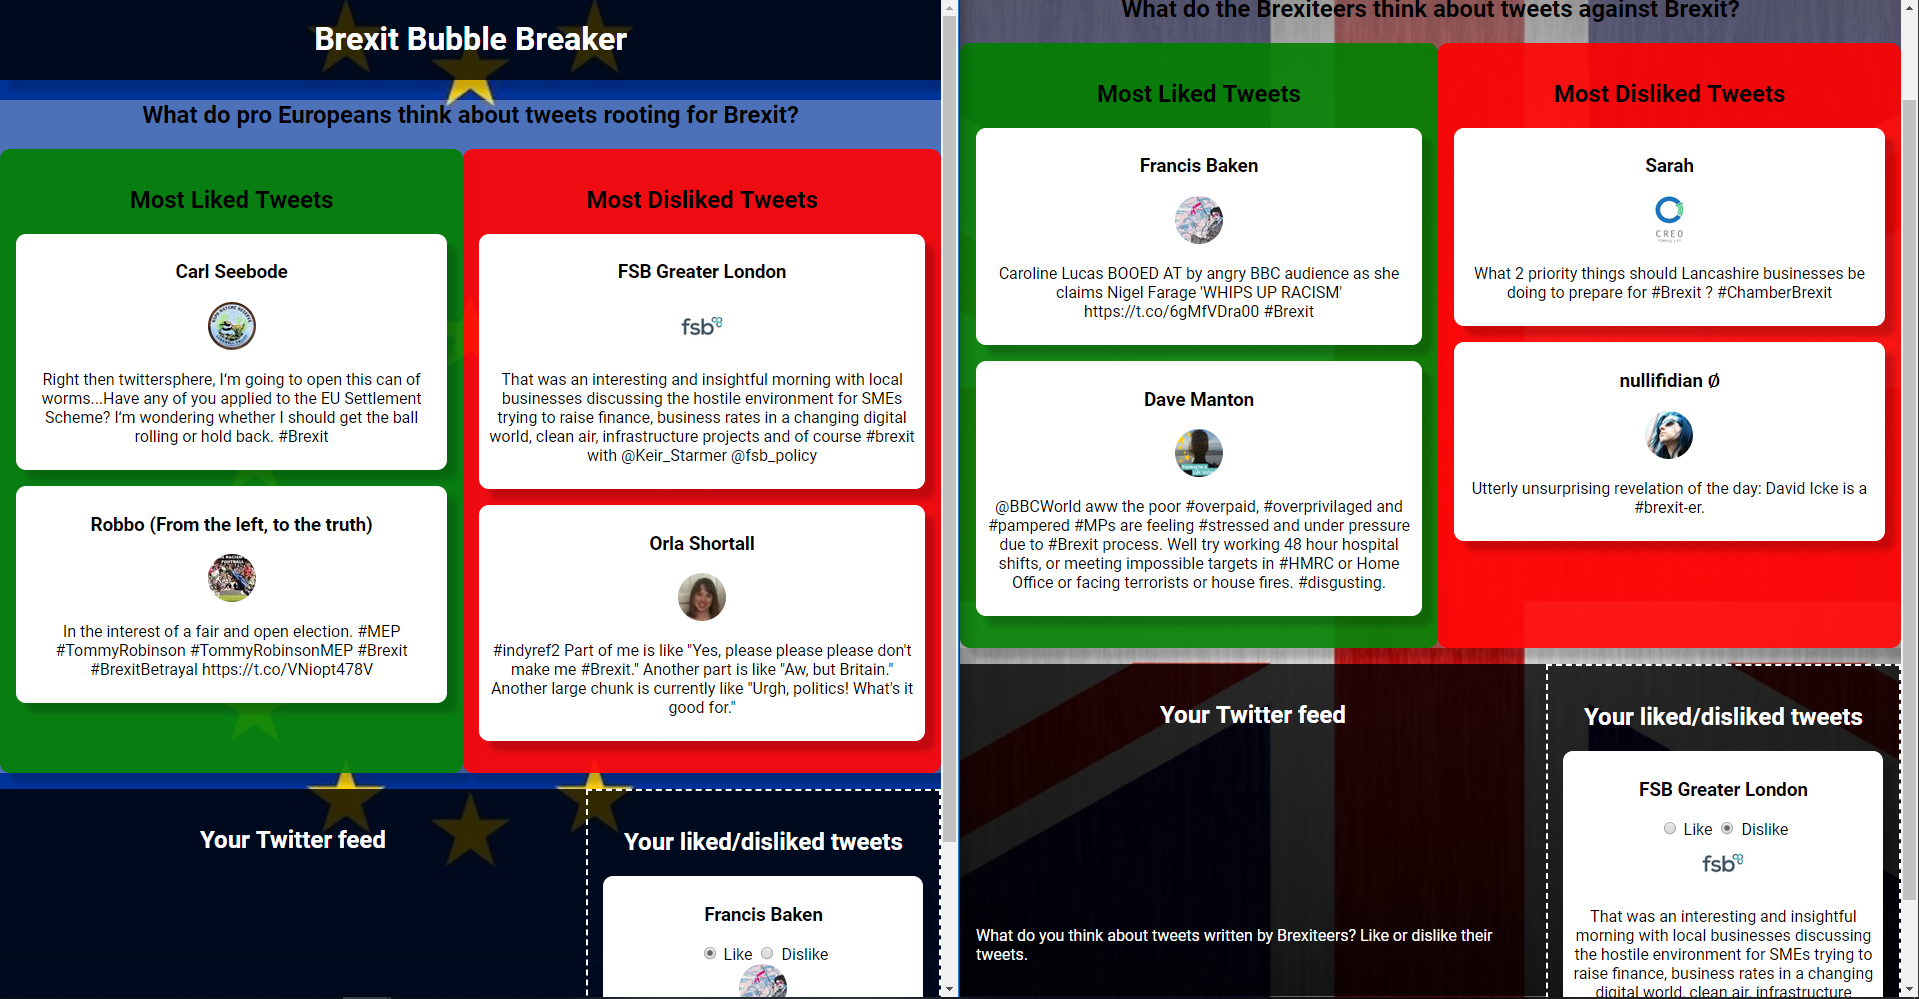 Brexit Bubble Breaker
What do pro Europeans think about tweets rooting for Brexit?
Most Liked Tweets
Carl Seebode
Right then twittersphere, I'm going to open this can of
worms...Have any of you applied to the EU Settlement
Scheme? I'm wondering whether I should get the ball
rolling or hold back. #Brexit
Robbo (From the left, to the truth)
In the interest of a fair and open election. #MEP
#TommyRobinson #TommyRobinsonMEP #Brexit
#BrexitBetrayal https://t.co/VNiopt478V
Most Disliked Tweets
FSB Greater London
fsb
That was an interesting and insightful morning with local
businesses discussing the hostile environment for SMEs
trying to raise finance, business rates in a changing digital
world, clean air, infrastructure projects and of course #brexit
with @Keir_Starmer @fsb_policy
Orla Shortall
#indyref2 Part of me is like "Yes, please please please don't
make me #Brexit." Another part is like "Aw, but Britain."
Another large chunk is currently like "Urgh, politics! What's it
good for."
Your Twitter feed
Your liked/disliked tweets
Francis Baken
Like Dislike
What do the Brexiteers think about tweets against Brexit?
Most Liked Tweets
Francis Baken
Caroline Lucas BOOED AT by angry BBC audience as she
claims Nigel Farage 'WHIPS UP RACISM'
https://t.co/6gMfVDra00 #Brexit
Dave Manton
@BBCWorld aww the poor #overpaid, #overprivilaged and
#pampered #MPs are feeling #stressed and under pressure
due to #Brexit process. Well try working 48 hour hospital
shifts, or meeting impossible targets in #HMRC or Home
Office or facing terrorists or house fires. #disgusting.
Most Disliked Tweets
Sarah
CREO
What 2 priority things should Lancashire businesses be
doing to prepare for #Brexit ? #ChamberBrexit
nullifidian Ø
Utterly unsurprising revelation of the day: David Icke is a
#brexit-er.
Your Twitter feed
What do you think about tweets written by Brexiteers? Like or dislike their
tweets.
Your liked/disliked tweets
FSB Greater London
Like Dislike
fsb
That was an interesting and insightful
morning with local businesses discussing
the hostile environment for SMEs trying to
raise finance, business rates in a changing
digital world, clean air, infrastructure